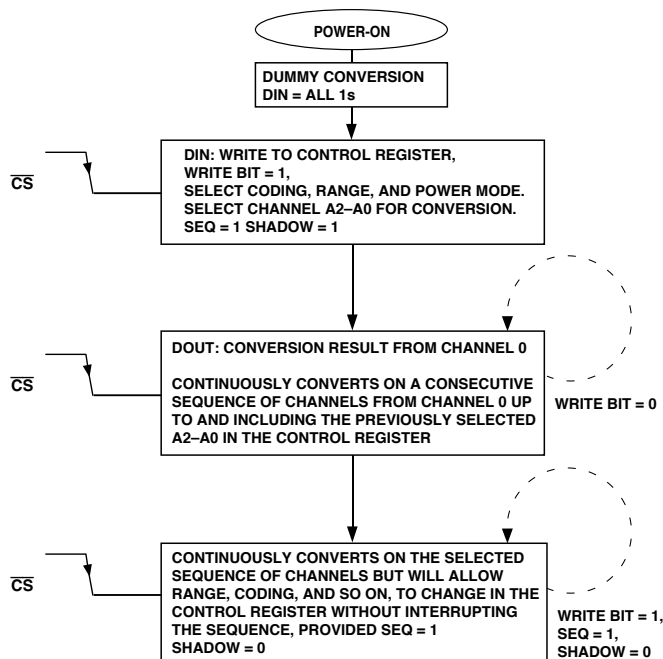 POWER-ON
DUMMY CONVERSION
DIN = ALL 1s
CS
DIN: WRITE TO CONTROL REGISTER,
WRITE BIT = 1,
SELECT CODING, RANGE, AND POWER MODE.
SELECT CHANNEL A2–A0 FOR CONVERSION.
SEQ = 1 SHADOW = 1
CS
DOUT: CONVERSION RESULT FROM CHANNEL 0
CONTINUOUSLY CONVERTS ON A CONSECUTIVE
SEQUENCE OF CHANNELS FROM CHANNEL 0 UP
TO AND INCLUDING THE PREVIOUSLY SELECTED
A2–A0 IN THE CONTROL REGISTER
WRITE BIT = 0
CS
CONTINUOUSLY CONVERTS ON THE SELECTED
SEQUENCE OF CHANNELS BUT WILL ALLOW
RANGE, CODING, AND SO ON, TO CHANGE IN THE
CONTROL REGISTER WITHOUT INTERRUPTING
THE SEQUENCE, PROVIDED SEQ = 1
SHADOW = 0
WRITE BIT = 1,
SEQ = 1,
SHADOW = 0